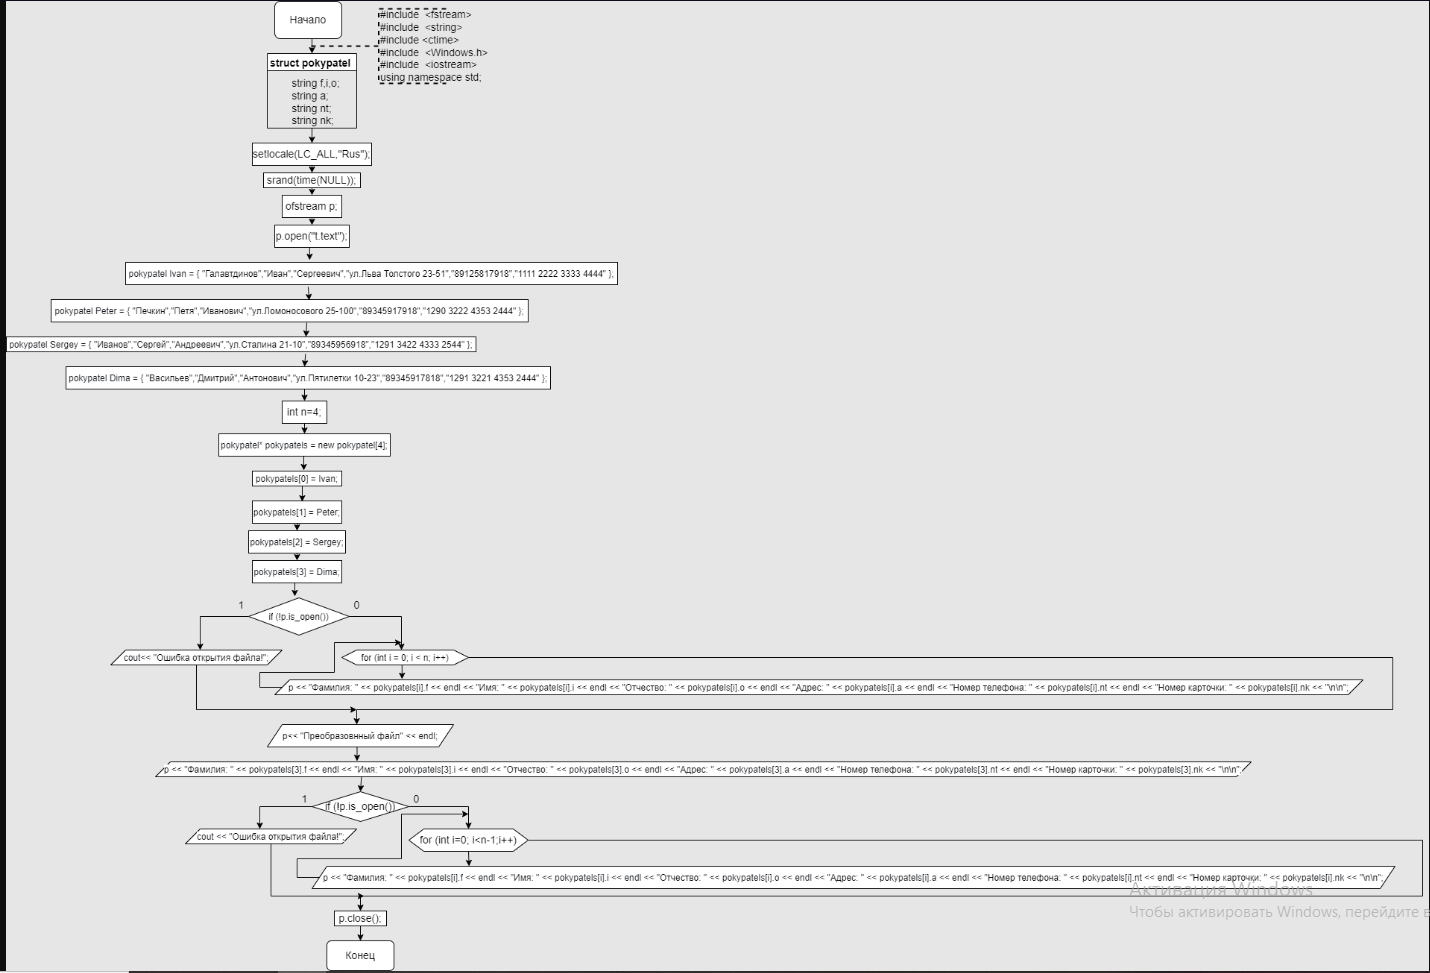 Начало
#include <fstream>
#include <string>
#include <ctime>
#include <Windows.h>
#include <iostream>
using namespace std;
struct pokypatel
string f,i,o;
string a;
string nt;
string nk;
setlocale(LC_ALL,"Rus");
srand(time(NULL));
ofstream p;
p.open("t.text");
pokypatel Ivan = { "Галавтдинов","Иван","Сергеевич","ул.Льва Толстого 23-51","89125817918","1111 2222 3333 4444" };
pokypatel Peter = { "Печкин","Петя","Иванович","ул.Ломоносового 25-100","89345917918","1290 3222 4353 2444" };
pokypatel Sergey = { "Иванов","Сергей","Андреевич","ул.Сталина 21-10","89345956918","1291 3422 4333 2544" };
pokypatel Dima = { "Васильев","Дмитрий","Антонович","ул.Пятилетки 10-23","89345917818","1291 3221 4353 2444" };
int n=4;
pokypatel* pokypatels = new pokypatel[4];
pokypatels[0] = Ivan;
pokypatels[1] = Peter;
pokypatels[2] = Sergey;
pokypatels[3] = Dima;
1
0
if (!p.is_open())
cout<< "Ошибка открытия файла!";
for (int i = 0; i < n; i++)
p << "Фамилия: " << pokypatels[i].f << endl << "Имя: " << pokypatels[i].i << endl << "Отчество: " << pokypatels[i].o << endl << "Адрес: " << pokypatels[i].a << endl << "Номер телефона: " << pokypatels[i].nt << endl << "Номер карточки: " << pokypatels[i].nk << "\n\n";
p<< "Преобразовнный файл" << endl;
p << "Фамилия: " << pokypatels[3].f << endl << "Имя: " << pokypatels[3].i << endl << "Отчество: " << pokypatels[3].o << endl << "Адрес: " << pokypatels[3].a << endl << "Номер телефона: " << pokypatels[3].nt << endl << "Номер карточки: " << pokypatels[3].nk << "\n\n";
1
0
if (!p.is_open())
cout << "Ошибка открытия файла!";
for (int i=0; i<n-1;i++)
p << "Фамилия: " << pokypatels[i].f << endl << "Имя: " << pokypatels[i].i << endl << "Отчество: " << pokypatels[i].o << endl << "Адрес: " << pokypatels[i].a << endl << "Номер телефона: " << pokypatels[i].nt << endl << "Номер карточки: " << pokypatels[i].nk << "\n\n";
Активация Windows
Чтобы активировать Windows, перейдите в
p.close();
Конец